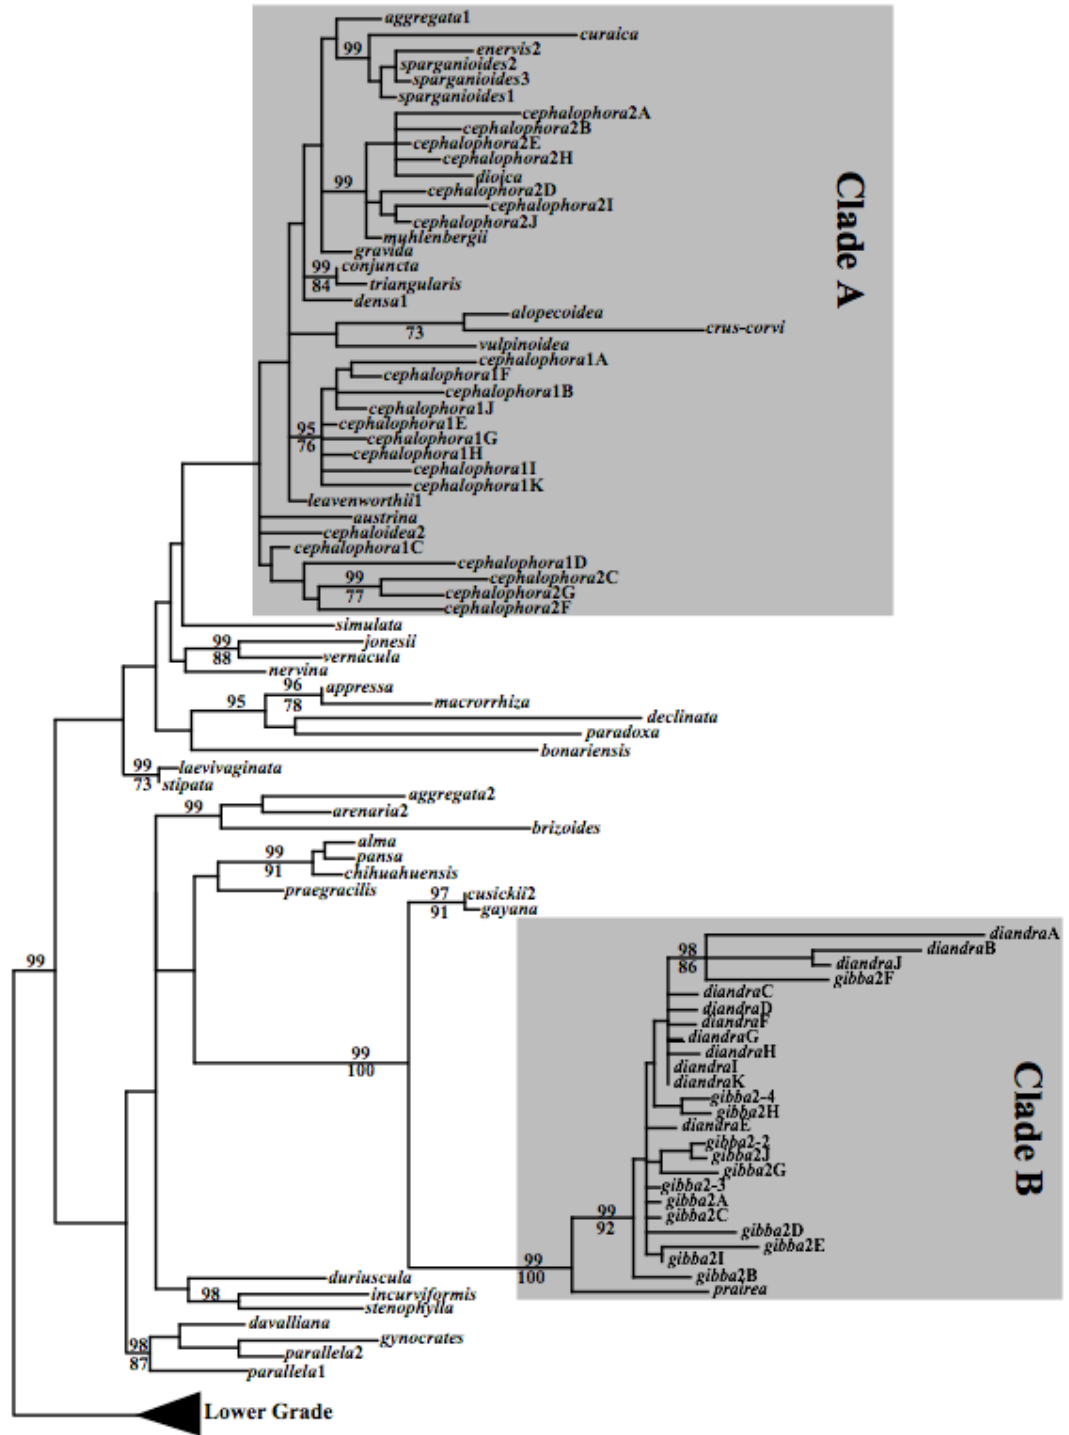 aggregata1
curaica
99
enervis2
sparganioides2
sparganioides3
sparganioides1
cephalophora2A
cephalophora2B
cephalophora2E
cephalophora2H
dioica
99
cephalophora2D
cephalophora2I
cephalophora2J
muhlenbergii
gravida
99
conjuncta
84
triangularis
densa1
alopecoidea
73
crus-corvi
vulpinoidea
cephalophora1A
cephalophora1F
cephalophora1B
cephalophora1J
cephalophora1E
95
cephalophora1G
76
cephalophora1H
cephalophora1I
cephalophora1K
leavenworthii1
austrina
cephaloidea2
cephalophora1C
cephalophora1D
99
cephalophora2C
77
cephalophora2G
cephalophora2F
Clade A
simulata
99
jonesii
88
vernacula
nervina
96
appressa
95
78
macrorrhiza
declinata
paradoxa
bonariensis
99
laevivaginata
73
stipata
aggregata2
99
arenaria2
brizoides
alma
99
pansa
91
chihuahuensis
praegracilis
97
cusickii2
91
gayana
diandraA
98
diandraB
86
diandraJ
gibba2F
99
diandraC
diandraD
diandraF
diandraG
diandraH
99
100
diandraI
diandraK
gibba2-4
gibba2H
diandraE
gibba2-2
gibba2J
gibba2G
gibba2-3
gibba2A
99
gibba2C
92
gibba2D
gibba2E
99
gibba2I
100
gibba2B
prairea
Clade B
duriuscula
98
incurviformis
stenophylla
davalliana
98
gynocrates
87
parallela2
parallela1
Lower Grade